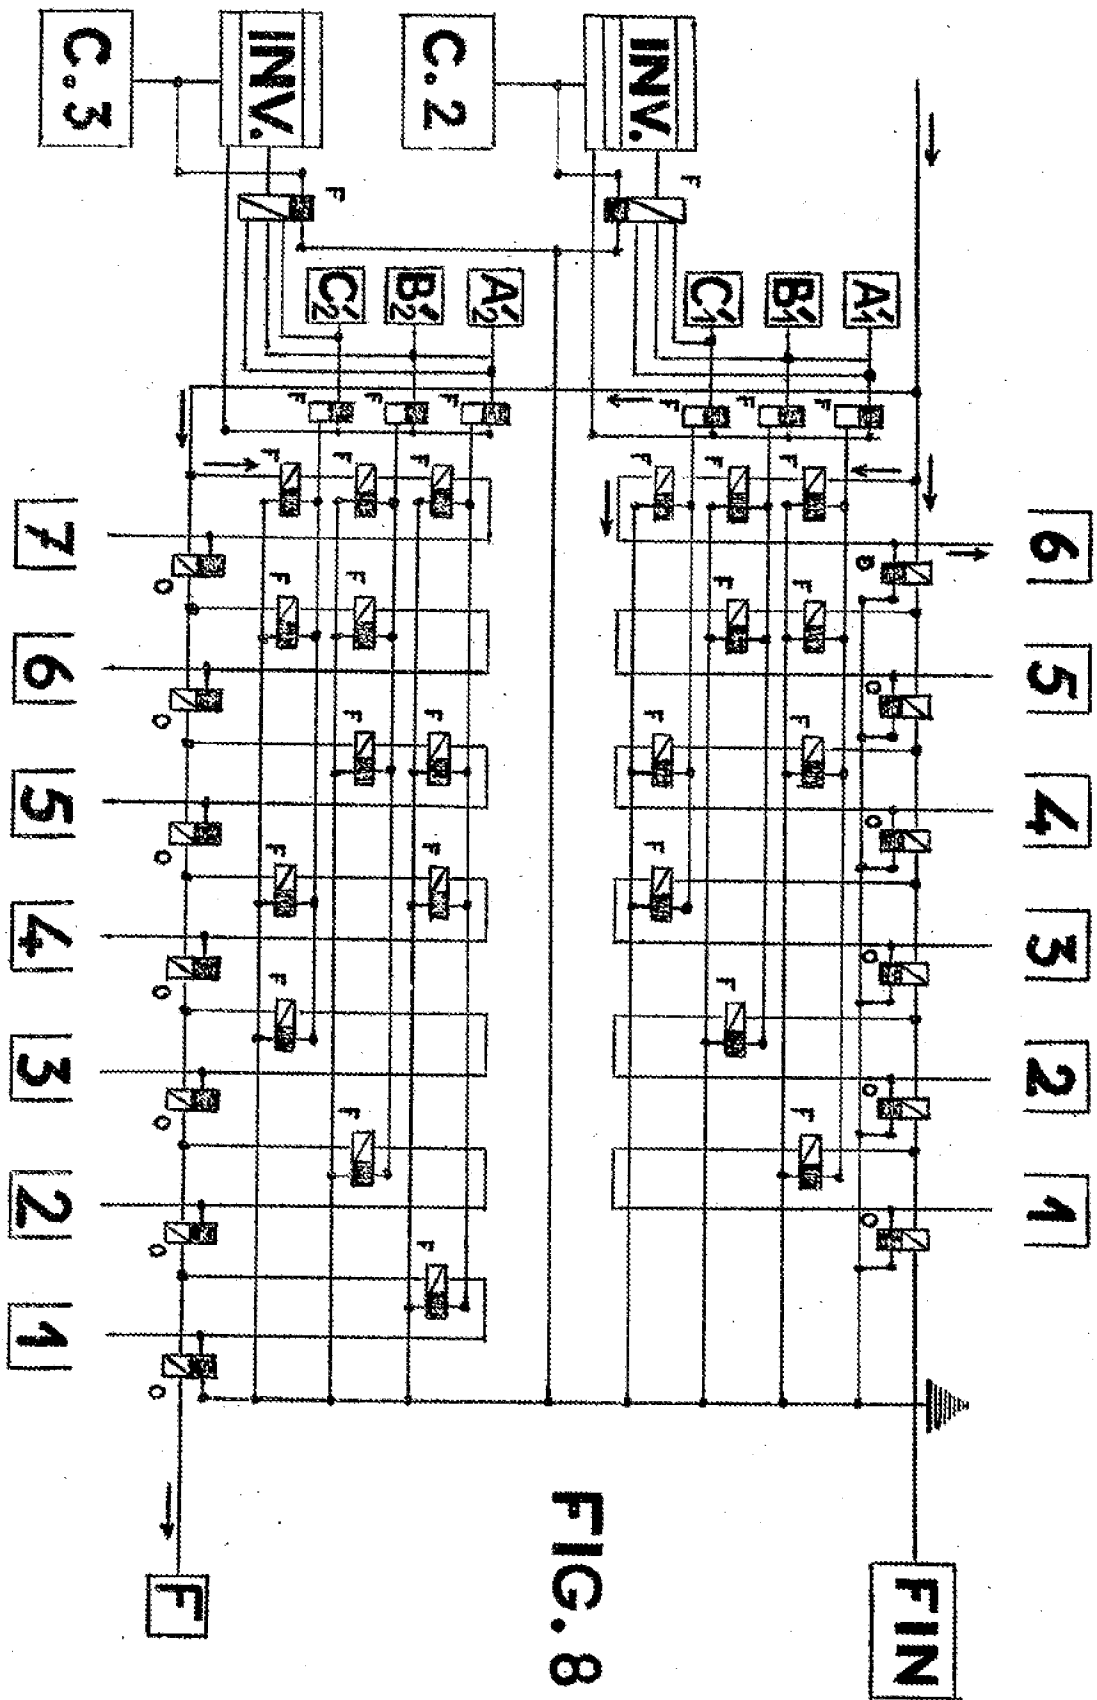 6 5 4 3 2 1
FIN
A'1 O O O O O O
F
B'1 F F F F
F
C'1 F F F
F F
INV. F F F
C.2
FIG. 8
A'2 F
F F F F
B'2 F
F F F F
C'2 F
F
INV. F F F F
C.3
F
O O O O O O O
7 6 5 4 3 2 1